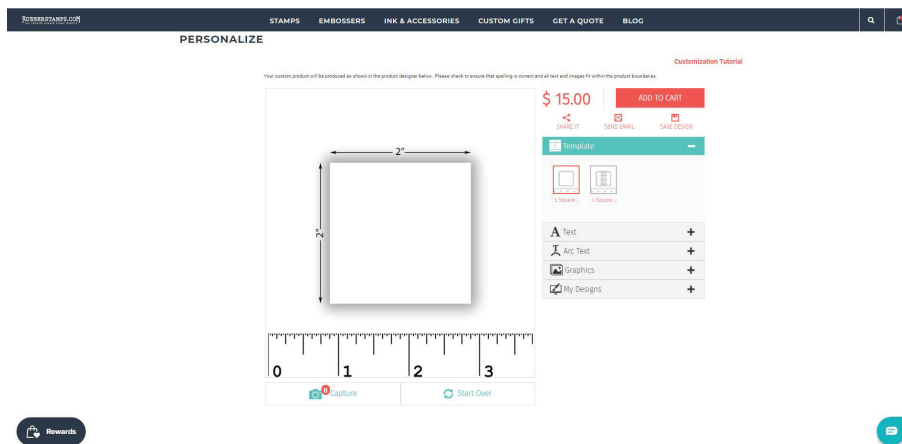 RUBBERSTAMPS.COM
STAMPS EMBOSSERS INK & ACCESSORIES CUSTOM GIFTS GET A QUOTE BLOG
PERSONALIZE
Customization Tutorial
Your custom product will be produced as shown in the product designer below. Please check to ensure that spelling is correct and all text and images fit within the product boundaries.
$ 15.00 ADD TO CART
SHARE IT SEND EMAIL SAVE DESIGN
Template
2"
2"
1. Square ... 1. Square ...
Text
Arc Text
Graphics
My Designs
0 1 2 3
0 Capture Start Over
Rewards